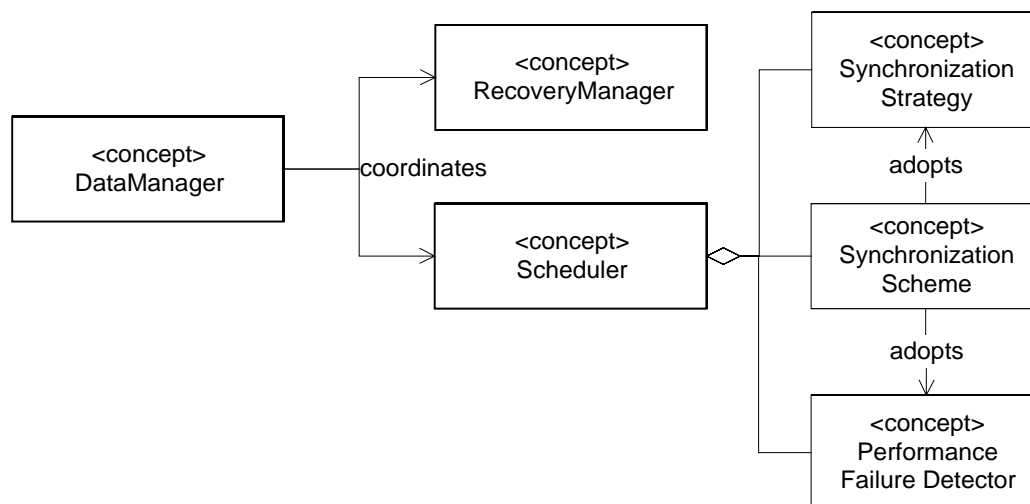 <concept>
DataManager
coordinates
<concept>
RecoveryManager
<concept>
Scheduler
<concept>
Synchronization
Strategy
adopts
<concept>
Synchronization
Scheme
adopts
<concept>
Performance
Failure Detector